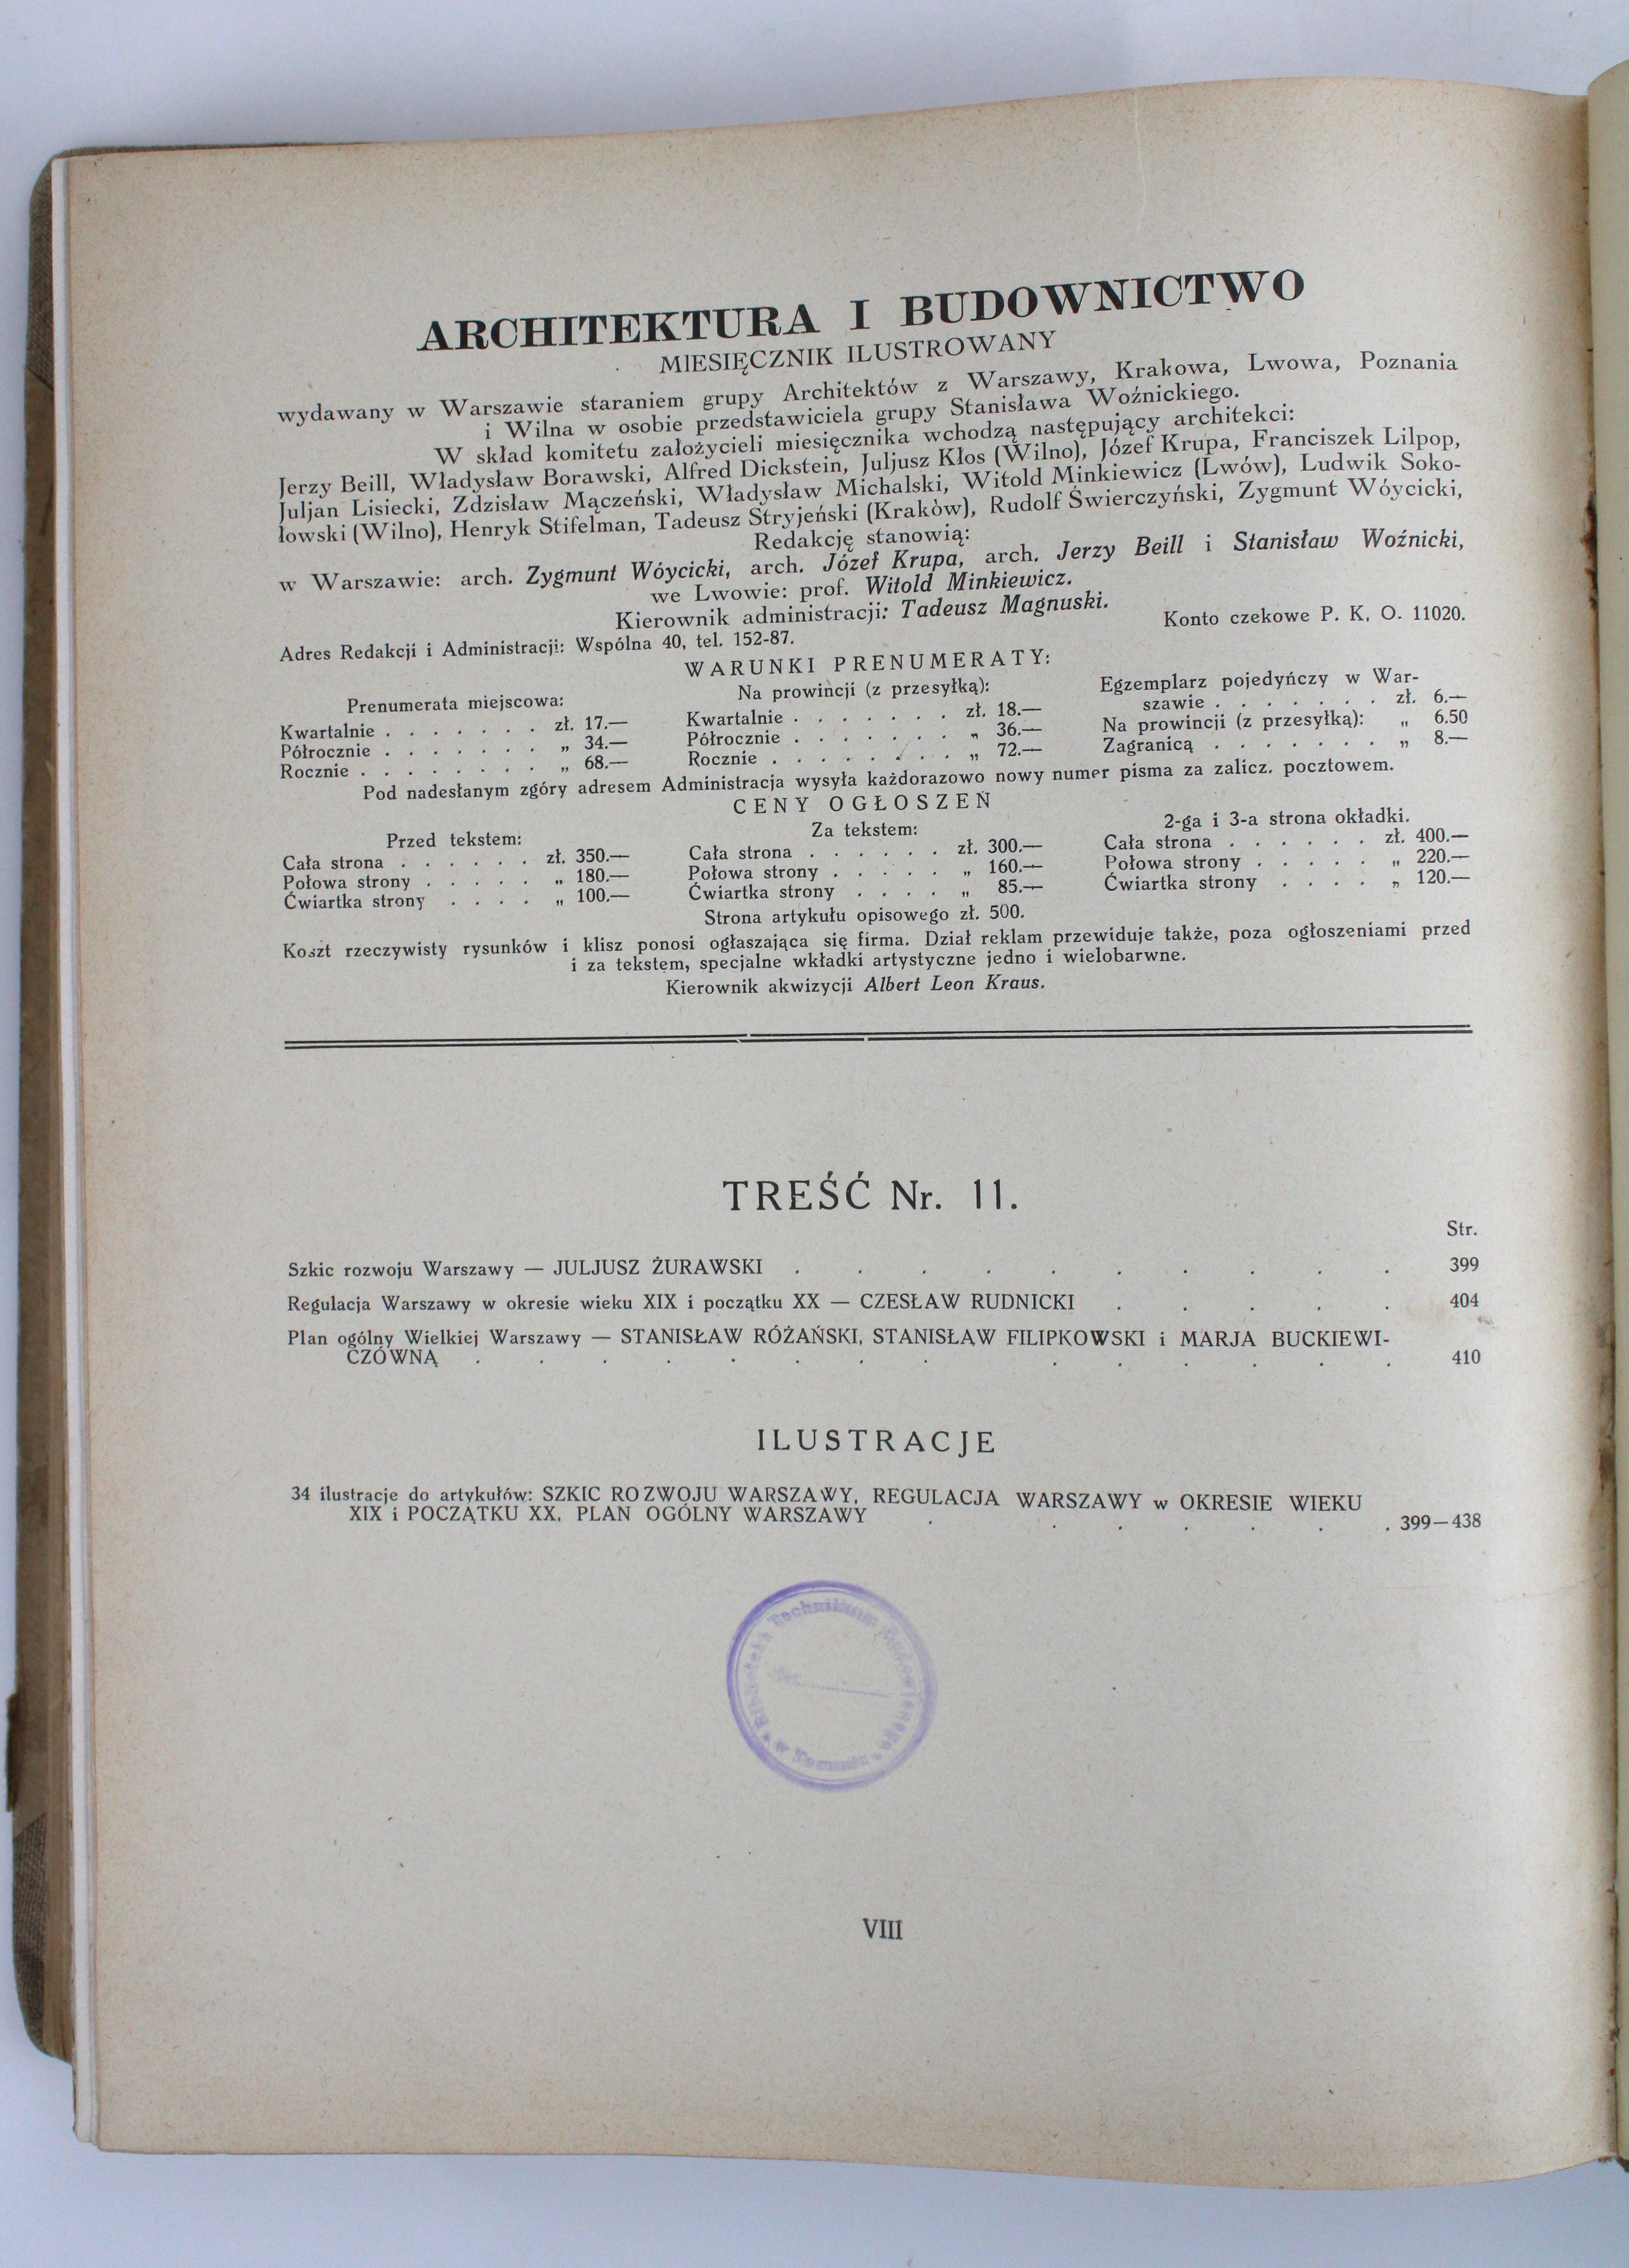 ARCHITEKTURA I BUDOWNICTWO
MIESIĘCZNIK ILUSTROWANY
wydawany w Warszawie staraniem grupy Architektów z Warszawy, Krakowa, Lwowa, Poznania
i Wilna w osobie przedstawiciela grupy Stanisława Woźnickiego.
W skład komitetu założycieli miesięcznika wchodzą następujący architekci:
Jerzy Beill, Władysław Borawski, Alfred Dickstein, Juljusz Kłos (Wilno), Józef Krupa, Franciszek Lilpop,
Juljan Lisiecki, Zdzisław Mączeński, Władysław Michalski, Witold Minkiewicz (Lwów), Ludwik Soko-
łowski (Wilno), Henryk Stifelman, Tadeusz Stryjeński (Kraków), Rudolf Świerczyński, Zygmunt Wóycicki,
Redakcję stanowią:
w Warszawie: arch. Zygmunt Wóycicki, arch. Józef Krupa, arch. Jerzy Beill i Stanisław Woźnicki,
we Lwowie: prof. Witold Minkiewicz.
Kierownik administracji: Tadeusz Magnuski.
Adres Redakcji i Administracji: Wspólna 40, tel. 152-87. Konto czekowe P. K. O. 11020.
WARUNKI PRENUMERATY:
Prenumerata miejscowa:
Kwartalnie . . . . . . . zł. 17.—
Półrocznie . . . . . . . „ 34.—
Rocznie . . . . . . . . „ 68.—
Na prowincji (z przesyłką):
Kwartalnie . . . . . . . zł. 18.—
Półrocznie . . . . . . . „ 36.—
Rocznie . . . . . . . . „ 72.—
Egzemplarz pojedyńczy w War-
szawie . . . . . . . zł. 6.—
Na prowincji (z przesyłką): „ 6.50
Zagranicą . . . . . . . „ 8.—
Pod nadesłanym zgóry adresem Administracja wysyła każdorazowo nowy numer pisma za zalicz. pocztowem.
CENY OGŁOSZEŃ
Przed tekstem:
Cała strona . . . . . . zł. 350.—
Połowa strony . . . . . „ 180.—
Ćwiartka strony . . . . „ 100.—
Za tekstem:
Cała strona . . . . . . zł. 300.—
Połowa strony . . . . . „ 160.—
Ćwiartka strony . . . . „ 85.—
2-ga i 3-a strona okładki.
Cała strona . . . . . . zł. 400.—
Połowa strony . . . . . „ 220.—
Ćwiartka strony . . . . „ 120.—
Strona artykułu opisowego zł. 500.
Koszt rzeczywisty rysunków i klisz ponosi ogłaszająca się firma. Dział reklam przewiduje także, poza ogłoszeniami przed
i za tekstem, specjalne wkładki artystyczne jedno i wielobarwne.
Kierownik akwizycji Albert Leon Kraus.
TREŚĆ Nr. 11.
Str.
Szkic rozwoju Warszawy — JULJUSZ ŻURAWSKI . . . . . . . . . . 399
Regulacja Warszawy w okresie wieku XIX i początku XX — CZESŁAW RUDNICKI . . . . . 404
Plan ogólny Wielkiej Warszawy — STANISŁAW RÓŻAŃSKI, STANISŁAW FILIPKOWSKI i MARJA BUCKIEWI-
CZÓWNĄ . . . . . . . . . . . . . . 410
ILUSTRACJE
34 ilustracje do artykułów: SZKIC ROZWOJU WARSZAWY, REGULACJA WARSZAWY w OKRESIE WIEKU
XIX i POCZĄTKU XX, PLAN OGÓLNY WARSZAWY . . . . . . . 399—438
Biblioteka Technikum
VIII